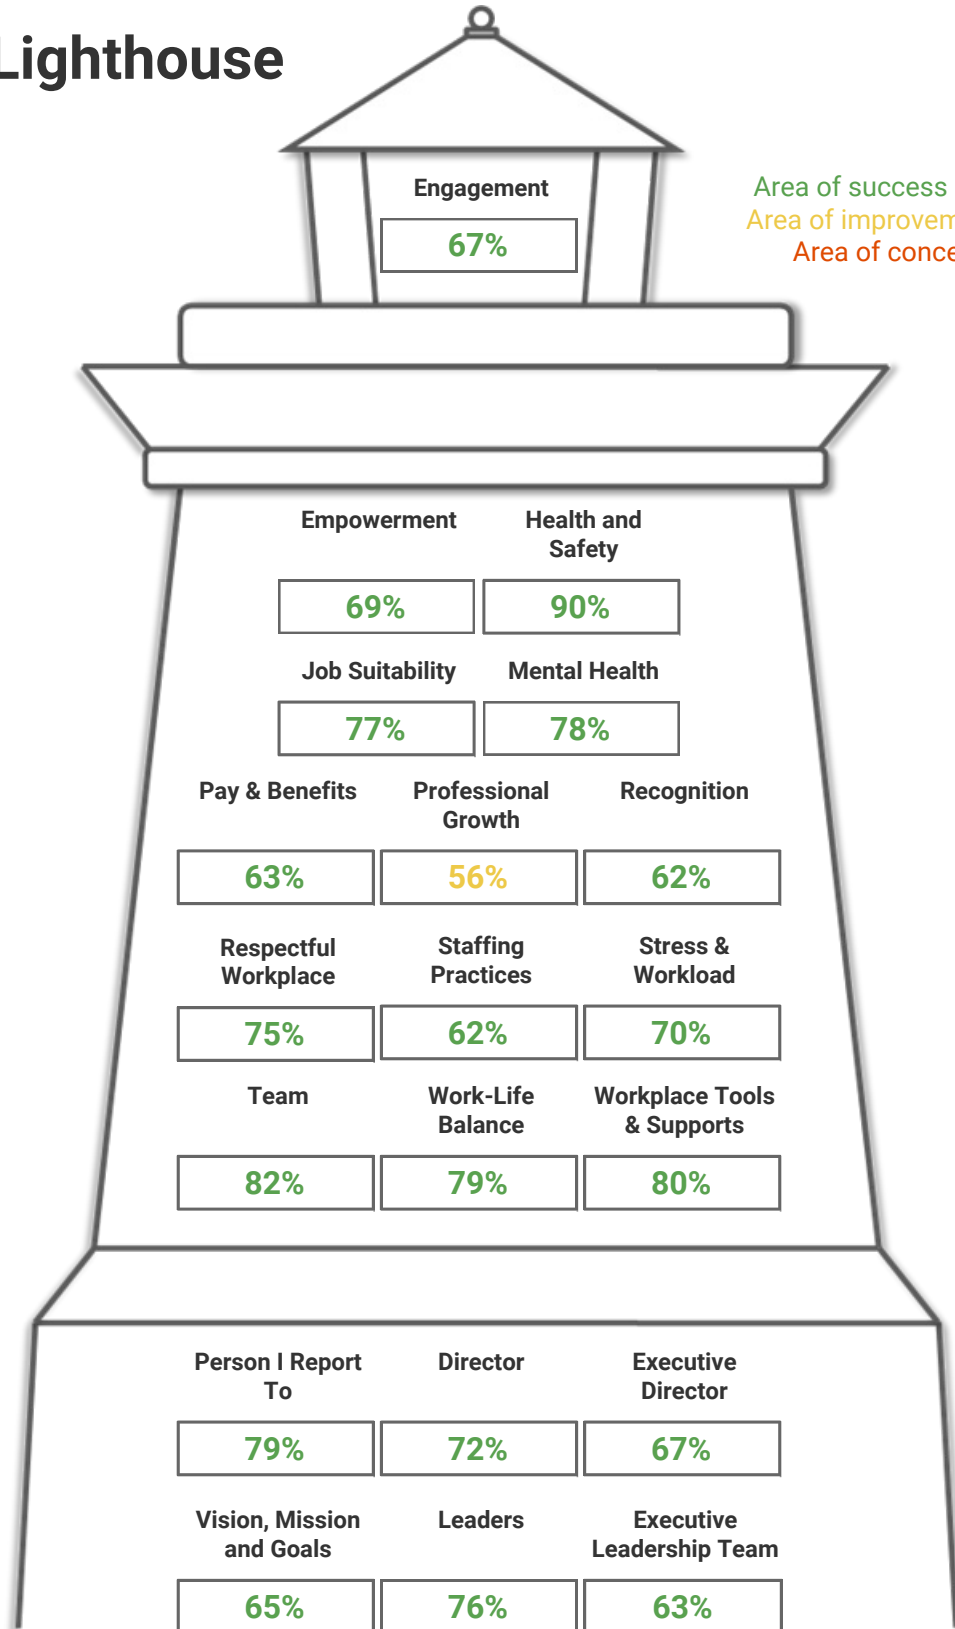 Lighthouse
Engagement
67%
Area of success
Area of improvem
Area of conce
Empowerment
Health and
Safety
69%
90%
Job Suitability
Mental Health
77%
78%
Pay & Benefits
Professional
Growth
Recognition
63%
56%
62%
Respectful
Workplace
Staffing
Practices
Stress &
Workload
75%
62%
70%
Team
Work-Life
Balance
Workplace Tools
& Supports
82%
79%
80%
Person I Report
To
Director
Executive
Director
79%
72%
67%
Vision, Mission
and Goals
Leaders
Executive
Leadership Team
65%
76%
63%